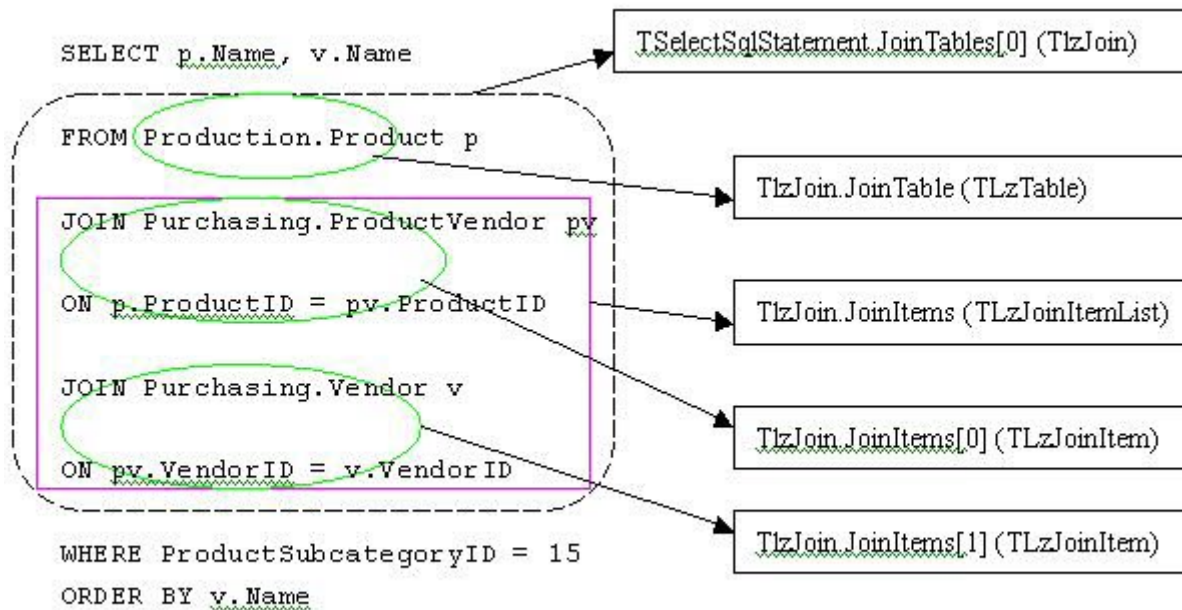 SELECT p.Name, v.Name
FROM Production.Product p
JOIN Purchasing.ProductVendor pv
ON p.ProductID = pv.ProductID
JOIN Purchasing.Vendor v
ON pv.VendorID = v.VendorID
WHERE ProductSubcategoryID = 15
ORDER BY v.Name
TSelectSqlStatement.JoinTables[0] (TlzJoin)
TlzJoin.JoinTable (TLzTable)
TlzJoin.JoinItems (TLzJoinItemList)
TlzJoin.JoinItems[0] (TLzJoinItem)
TlzJoin.JoinItems[1] (TLzJoinItem)